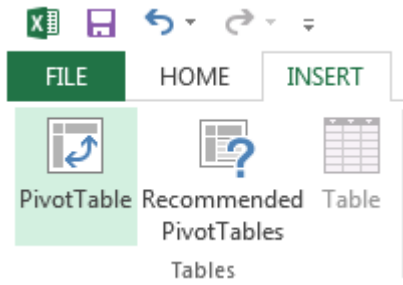 FILE HOME INSERT
PivotTable Recommended PivotTables Table
Tables